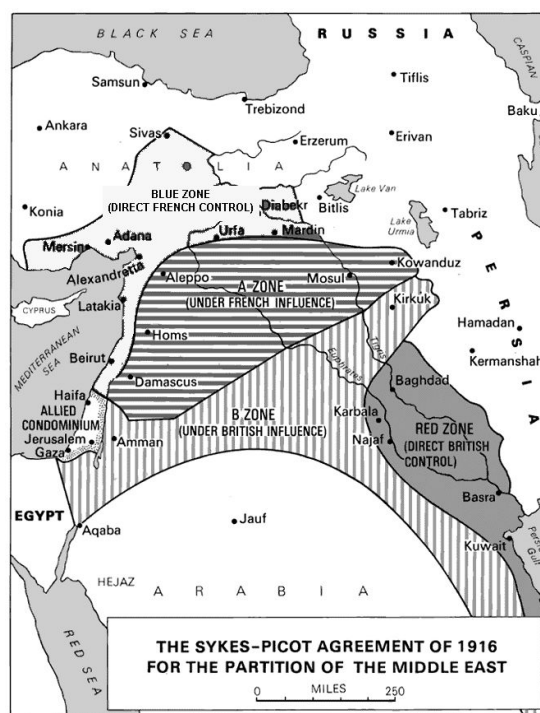 BLACK SEA
RUSSIA
CASPIAN
Samsun
Tiflis
Trebizond
Baku
Ankara
Sivas
Erzerum
Erivan
ANATOLIA
BLUE ZONE
(DIRECT FRENCH CONTROL)
Diabekr
Bitlis
Lake Van
Konia
Tabriz
Lake
Urmia
Urfa
Mardin
Mersin
Adana
PERSIA
Alexandretta
Kowanduz
Aleppo
Mosul
A-ZONE
(UNDER FRENCH INFLUENCE)
Kirkuk
CYPRUS
Latakia
Hamadan
MEDITERRANEAN
SEA
Homs
Tigris
Euphrates
Kermanshah
Beirut
Damascus
Baghdad
Haifa
ALLIED
CONDOMINIUM
B ZONE
(UNDER BRITISH INFLUENCE)
Karbala
RED ZONE
(DIRECT BRITISH
CONTROL)
Jerusalem
Amman
Najaf
Gaza
Basra
EGYPT
Aqaba
Jauf
Kuwait
Persian
Gulf
HEJAZ
ARABIA
RED SEA
THE SYKES–PICOT AGREEMENT OF 1916
FOR THE PARTITION OF THE MIDDLE EAST
MILES
0 250